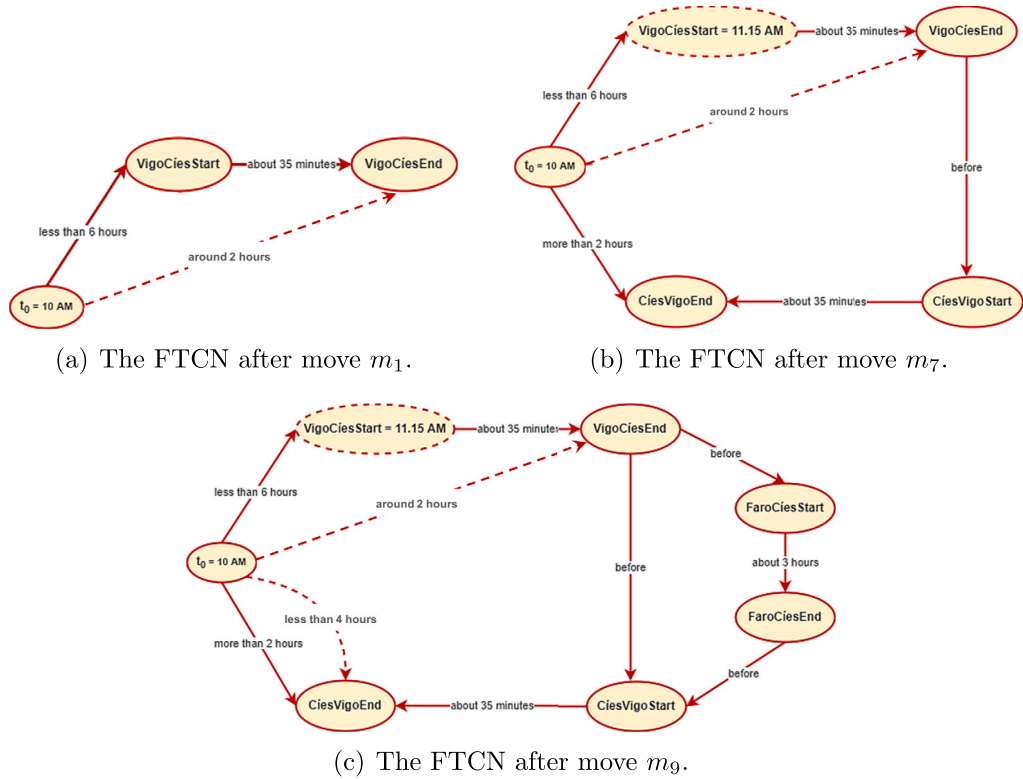 VigoCíesStart
about 35 minutes
VigoCíesEnd
less than 6 hours
around 2 hours
t₀ = 10 AM
(a) The FTCN after move m₁.
VigoCíesStart = 11.15 AM
about 35 minutes
VigoCíesEnd
less than 6 hours
around 2 hours
t₀ = 10 AM
before
more than 2 hours
CíesVigoEnd
about 35 minutes
CíesVigoStart
(b) The FTCN after move m₇.
VigoCíesStart = 11.15 AM
about 35 minutes
VigoCíesEnd
before
less than 6 hours
around 2 hours
FaroCíesStart
t₀ = 10 AM
before
about 3 hours
less than 4 hours
FaroCíesEnd
more than 2 hours
before
CíesVigoEnd
about 35 minutes
CíesVigoStart
(c) The FTCN after move m₉.